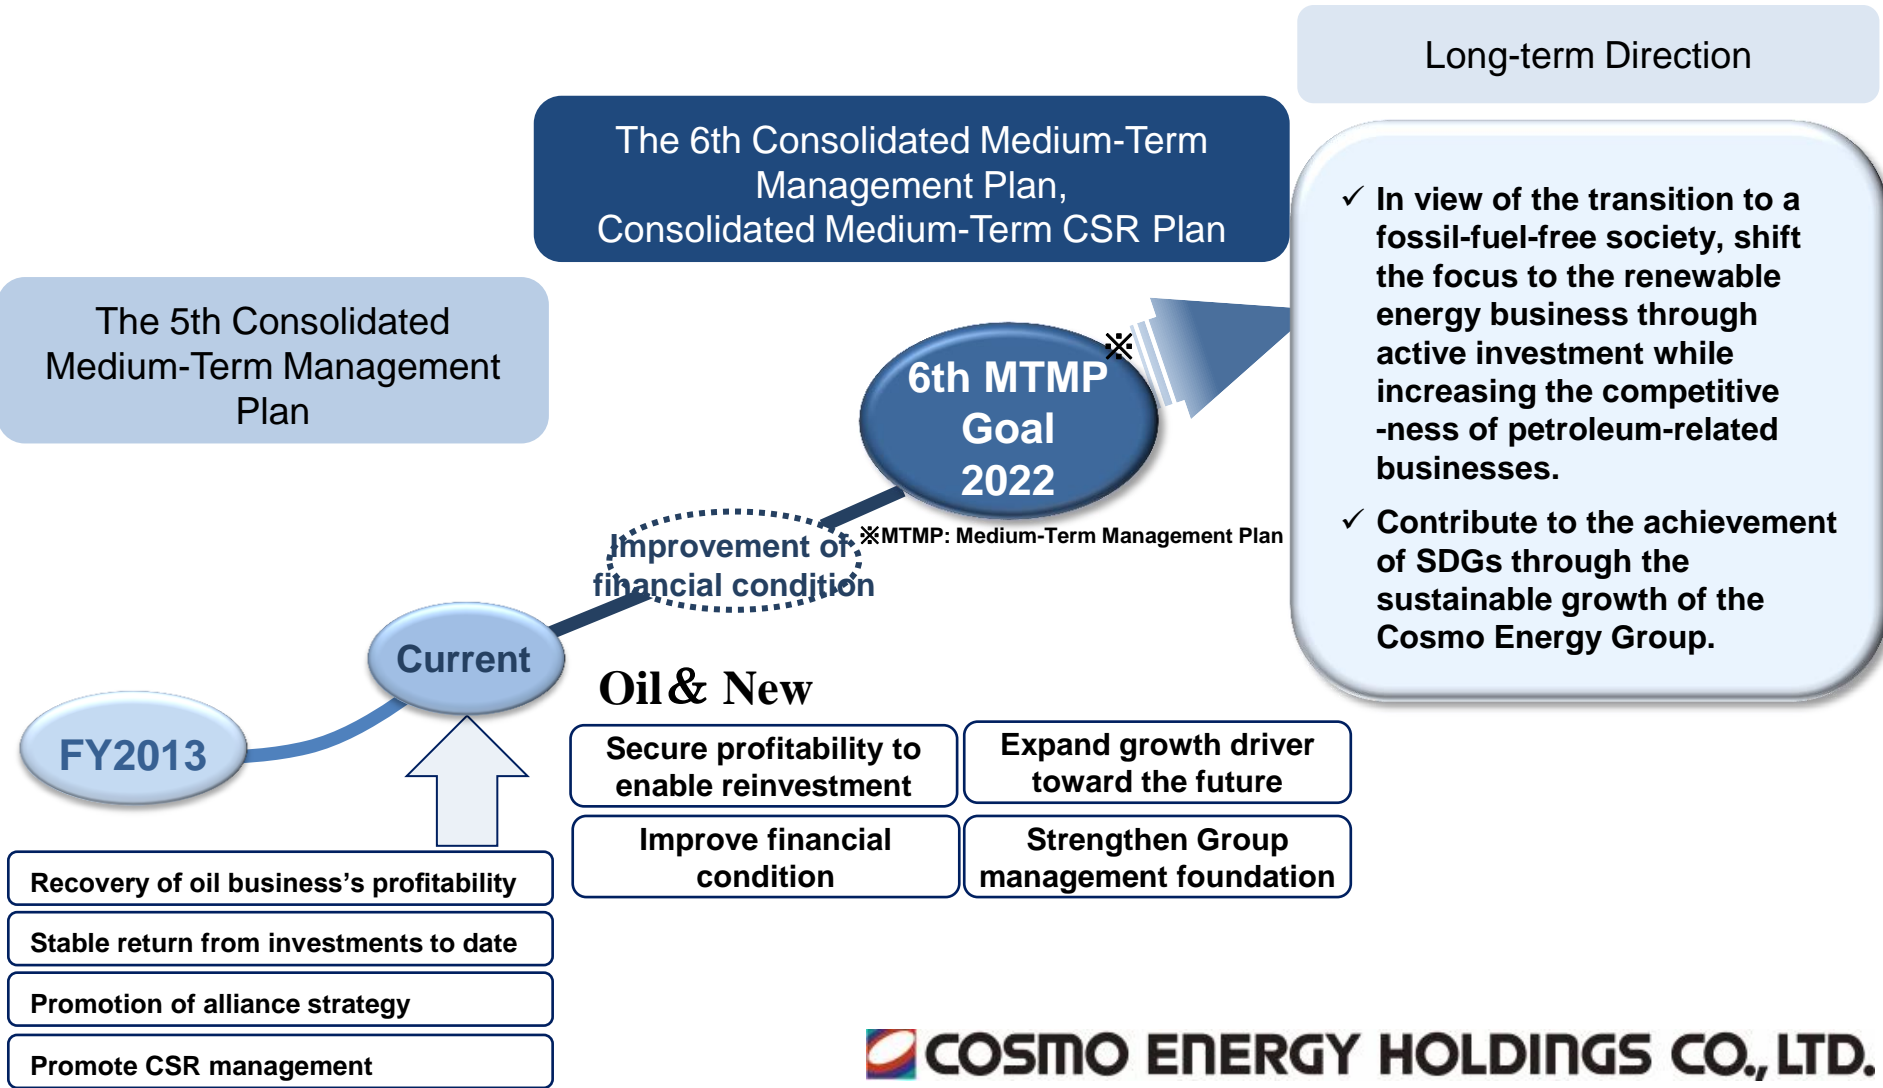 Long-term Direction
The 6th Consolidated Medium-Term
Management Plan,
Consolidated Medium-Term CSR Plan
The 5th Consolidated
Medium-Term Management
Plan
✓ In view of the transition to a
fossil-fuel-free society, shift
the focus to the renewable
energy business through
active investment while
increasing the competitive
-ness of petroleum-related
businesses.
✓ Contribute to the achievement
of SDGs through the
sustainable growth of the
Cosmo Energy Group.
6th MTMP※
Goal
2022
※MTMP: Medium-Term Management Plan
Improvement of
financial condition
Current
FY2013
Oil& New
Secure profitability to
enable reinvestment
Expand growth driver
toward the future
Improve financial
condition
Strengthen Group
management foundation
Recovery of oil business's profitability
Stable return from investments to date
Promotion of alliance strategy
Promote CSR management
COSMO ENERGY HOLDINGS CO., LTD.